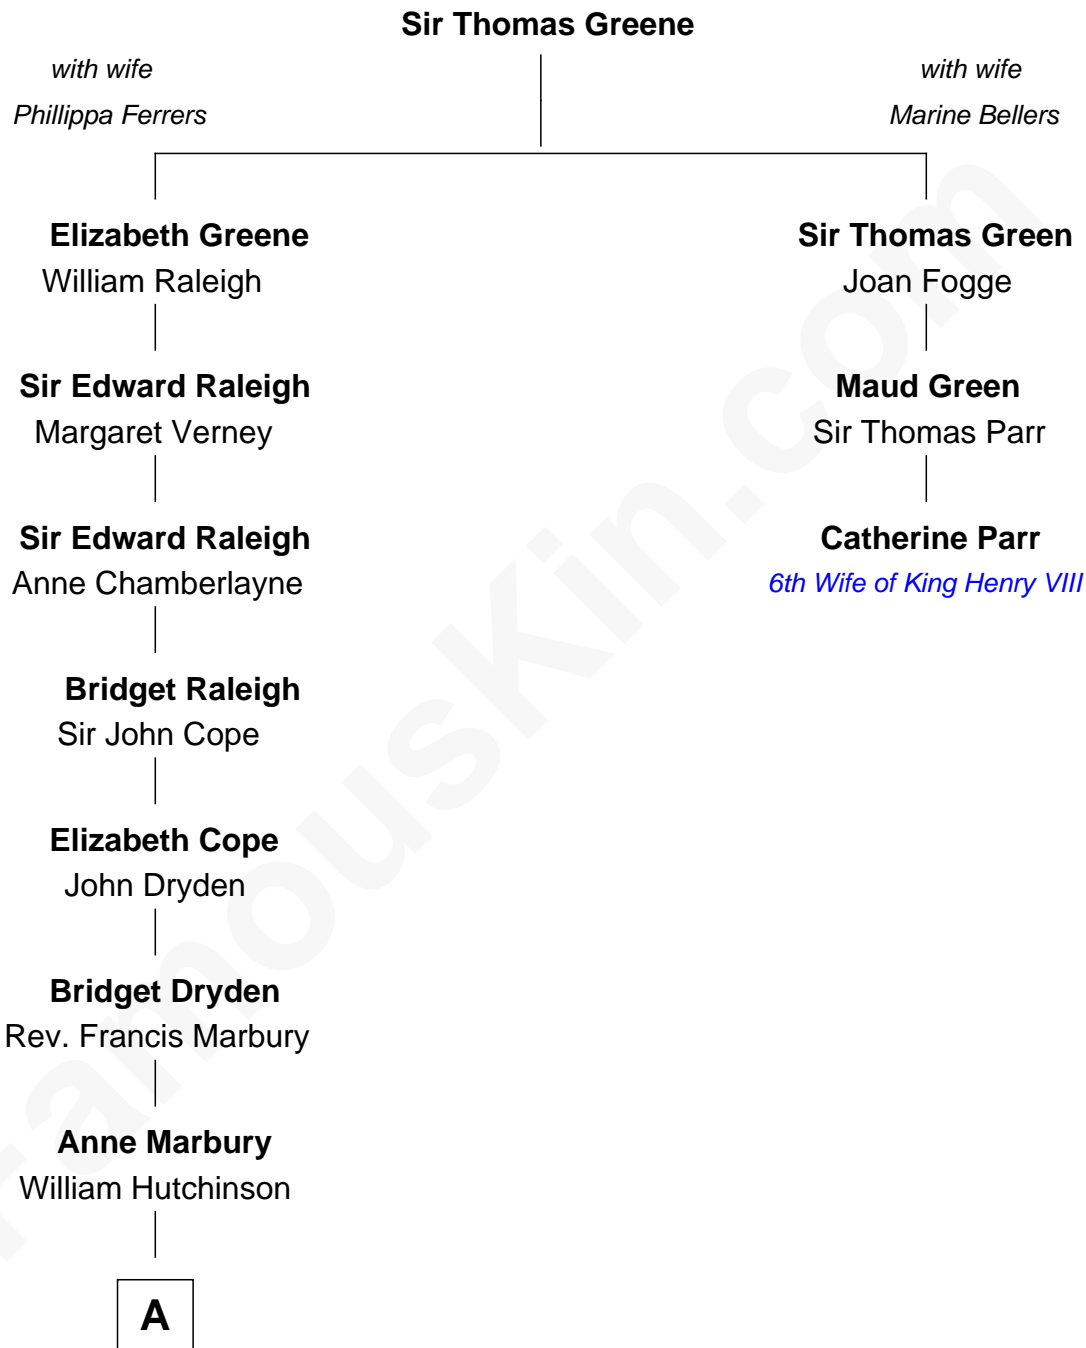 Sir Thomas Greene
with wife
Phillippa Ferrers
with wife
Marine Bellers
Elizabeth Greene
William Raleigh
Sir Thomas Green
Joan Fogge
Sir Edward Raleigh
Margaret Verney
Maud Green
Sir Thomas Parr
Sir Edward Raleigh
Anne Chamberlayne
Catherine Parr
6th Wife of King Henry VIII
Bridget Raleigh
Sir John Cope
Elizabeth Cope
John Dryden
Bridget Dryden
Rev. Francis Marbury
Anne Marbury
William Hutchinson
A
FamousKin.com